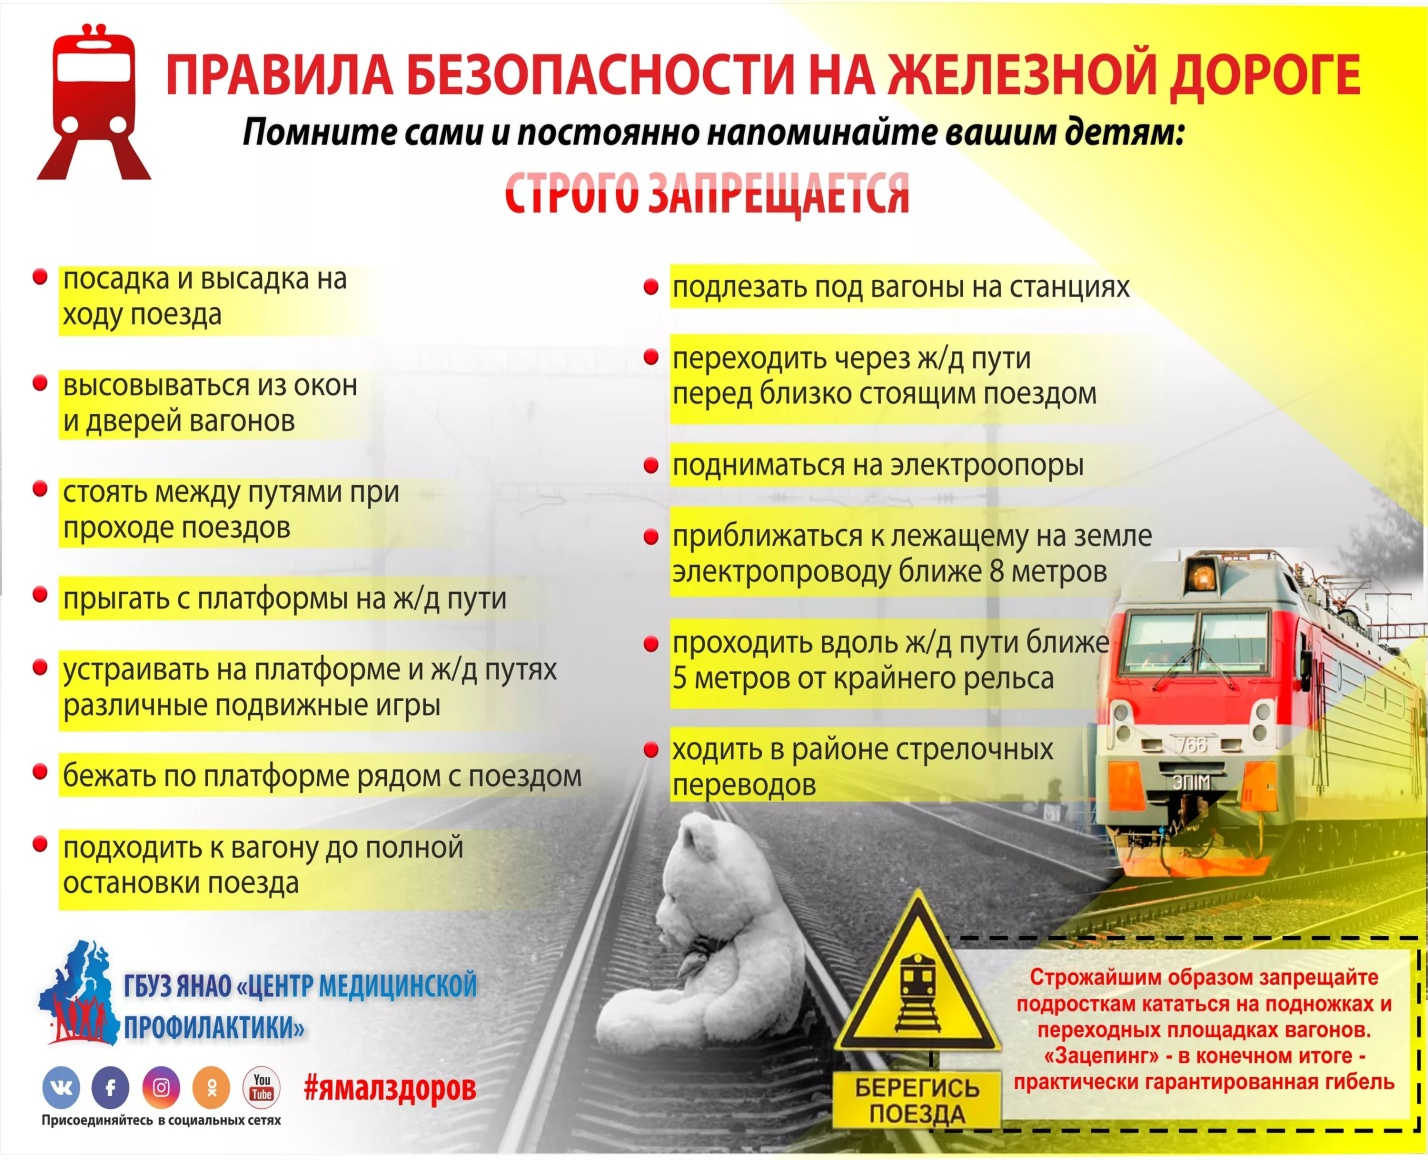 ПРАВИЛА БЕЗОПАСНОСТИ НА ЖЕЛЕЗНОЙ ДОРОГЕ
Помните сами и постоянно напоминайте вашим детям:
СТРОГО ЗАПРЕЩАЕТСЯ
посадка и высадка на
ходу поезда
высовываться из окон
и дверей вагонов
стоять между путями при
проходе поездов
прыгать с платформы на ж/д пути
устраивать на платформе и ж/д путях
различные подвижные игры
бежать по платформе рядом с поездом
подходить к вагону до полной
остановки поезда
подлезать под вагоны на станциях
переходить через ж/д пути
перед близко стоящим поездом
подниматься на электроопоры
приближаться к лежащему на земле
электропроводу ближе 8 метров
проходить вдоль ж/д пути ближе
5 метров от крайнего рельса
ходить в районе стрелочных
переводов
766
ЭП1М
ГБУЗ ЯНАО «ЦЕНТР МЕДИЦИНСКОЙ
ПРОФИЛАКТИКИ»
You
Tube
#ямалздоров
Присоединяйтесь в социальных сетях
БЕРЕГИСЬ
ПОЕЗДА
Строжайшим образом запрещайте
подросткам кататься на подножках и
переходных площадках вагонов.
«Зацепинг» - в конечном итоге -
практически гарантированная гибель